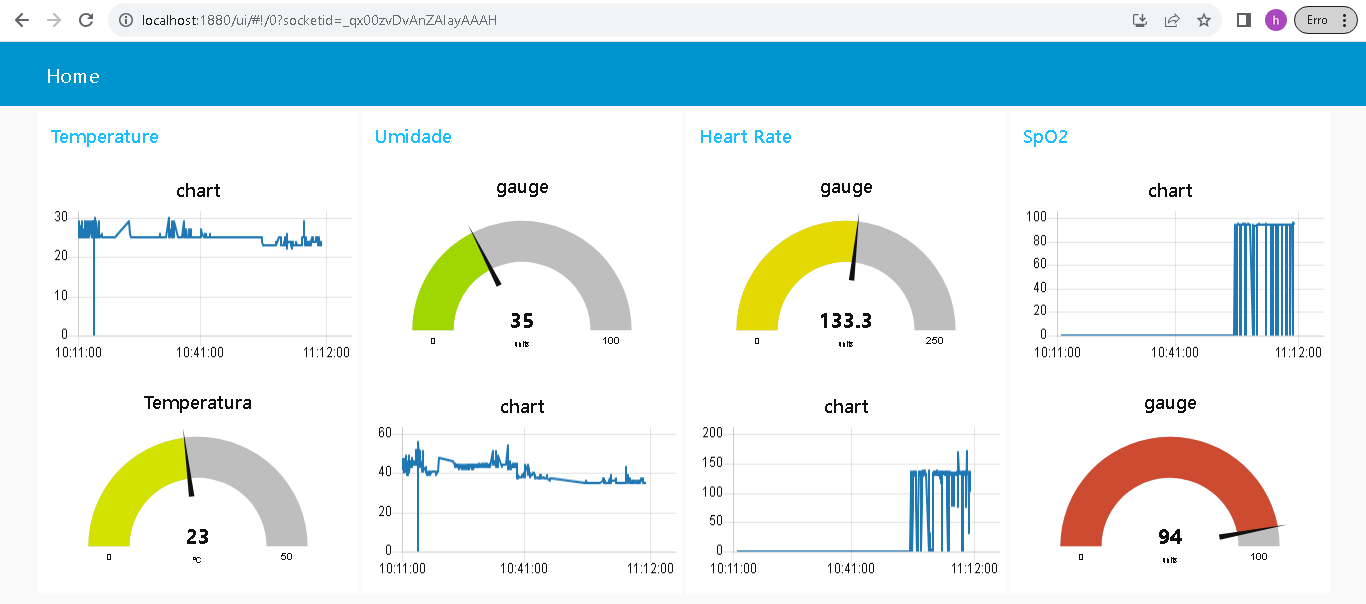 localhost:1880/ui/#!/0?socketid=_qx00zvDvAnZAIayAAAH
h
Erro
Home
Temperature
chart
30
20
10
0
10:11:00 10:41:00 11:12:00
Temperatura
23
°C
0 50
Umidade
gauge
35
units
0 100
chart
60
40
20
0
10:11:00 10:41:00 11:12:00
Heart Rate
gauge
133.3
units
0 250
chart
200
150
100
50
0
10:11:00 10:41:00 11:12:00
SpO2
chart
100
80
60
40
20
0
10:11:00 10:41:00 11:12:00
gauge
94
units
0 100